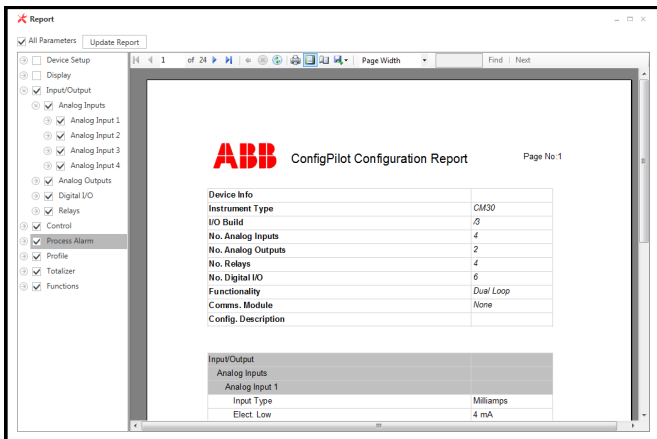 Report
All Parameters Update Report
Device Setup
Display
Input/Output
Analog Inputs
Analog Input 1
Analog Input 2
Analog Input 3
Analog Input 4
Analog Outputs
Digital I/O
Relays
Control
Process Alarm
Profile
Totalizer
Functions
1 of 24 Page Width Find | Next
ABB ConfigPilot Configuration Report Page No:1
Device Info
Instrument Type CM30
I/O Build /3
No. Analog Inputs 4
No. Analog Outputs 2
No. Relays 4
No. Digital I/O 6
Functionality Dual Loop
Comms. Module None
Config. Description
Input/Output
Analog Inputs
Analog Input 1
Input Type Milliamps
Elect. Low 4 mA